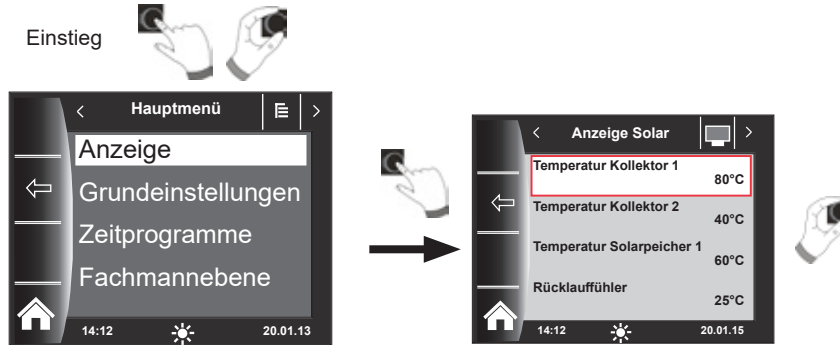 Einstieg
Hauptmenü
Anzeige
Grundeinstellungen
Zeitprogramme
Fachmannebene
14:12
20.01.13
Anzeige Solar
Temperatur Kollektor 1
80°C
Temperatur Kollektor 2
40°C
Temperatur Solarpeicher 1
60°C
Rücklauffühler
25°C
14:12
20.01.15